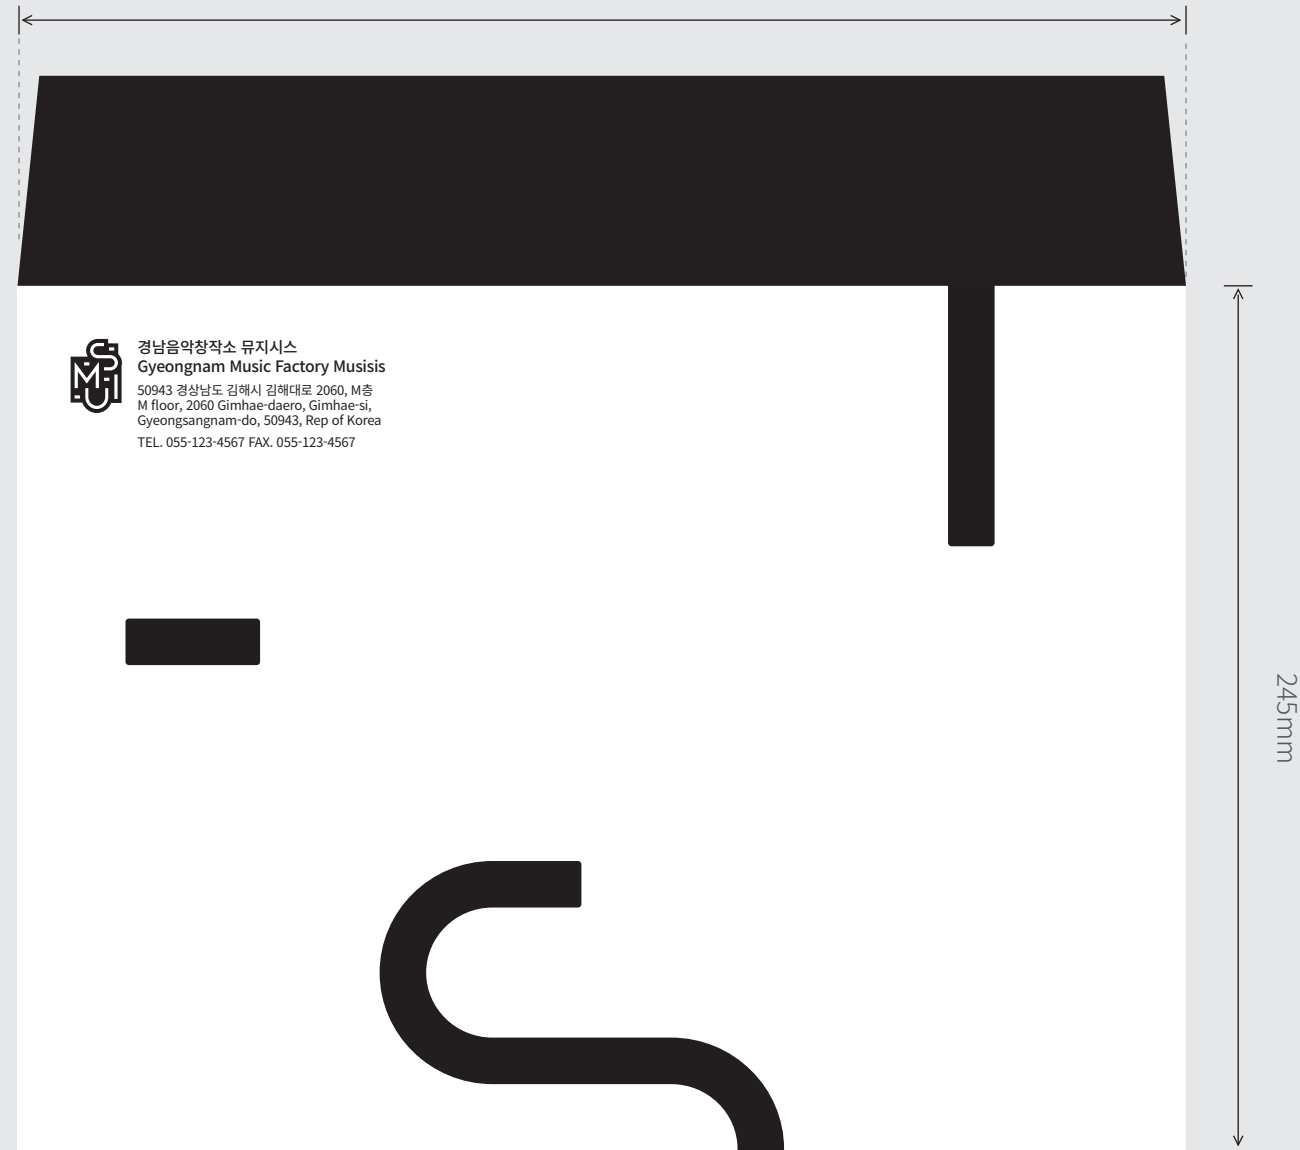 경남음악창작소 뮤지시스
Gyeongnam Music Factory Musisis
50943 경상남도 김해시 김해대로 2060, M층
M floor, 2060 Gimhae-daero, Gimhae-si,
Gyeongsangnam-do, 50943, Rep of Korea
TEL. 055-123-4567 FAX. 055-123-4567
245mm